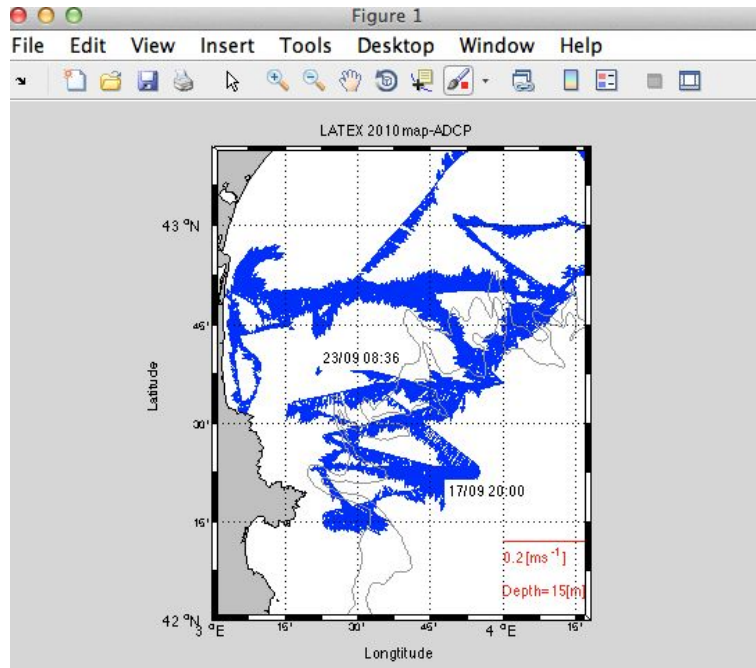 Figure 1
File Edit View Insert Tools Desktop Window Help
LATEX 2010 map-ADCP
43 °N
45'
23/09 08:36
Latitude
30'
17/09 20:00
15'
0.2 [ms⁻¹]
Depth=15[m]
42 °N
3 °E 15' 30' 45' 4 °E 15'
Longtitude